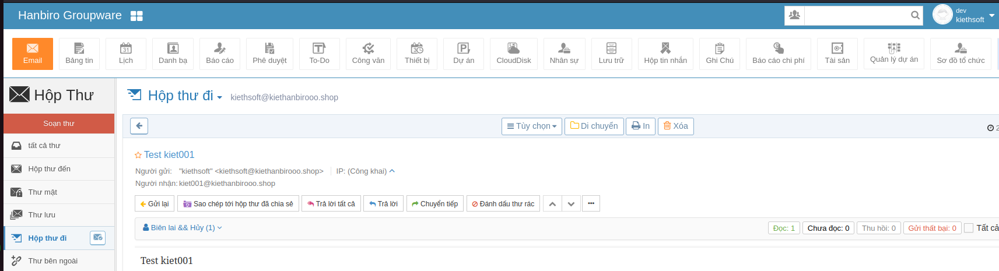 Hanbiro Groupware
dev
kiethsoft
Email Bảng tin Lịch Danh bạ Báo cáo Phê duyệt To-Do Công văn Thiết bị Dự án CloudDisk Nhân sự Lưu trữ Hộp tin nhắn Ghi Chú Báo cáo chi phí Tài sản Quản lý dự án Sơ đồ tổ chức
Hộp Thư
Soạn thư
tất cả thư
Hộp thư đến
Thư mật
Thư lưu
Hộp thư đi
Thư bên ngoài
Hộp thư đi kiethsoft@kiethanbirooo.shop
Tùy chọn Di chuyển In Xóa 2
Test kiet001
Người gửi: "kiethsoft" <kiethsoft@kiethanbirooo.shop> IP: (Công khai)
Người nhận: kiet001@kiethanbirooo.shop
Gửi lại Sao chép tới hộp thư đã chia sẻ Trả lời tất cả Trả lời Chuyển tiếp Đánh dấu thư rác
Biên lai && Hủy (1) Đọc: 1 Chưa đọc: 0 Thu hồi: 0 Gửi thất bại: 0 Tất cả
Test kiet001